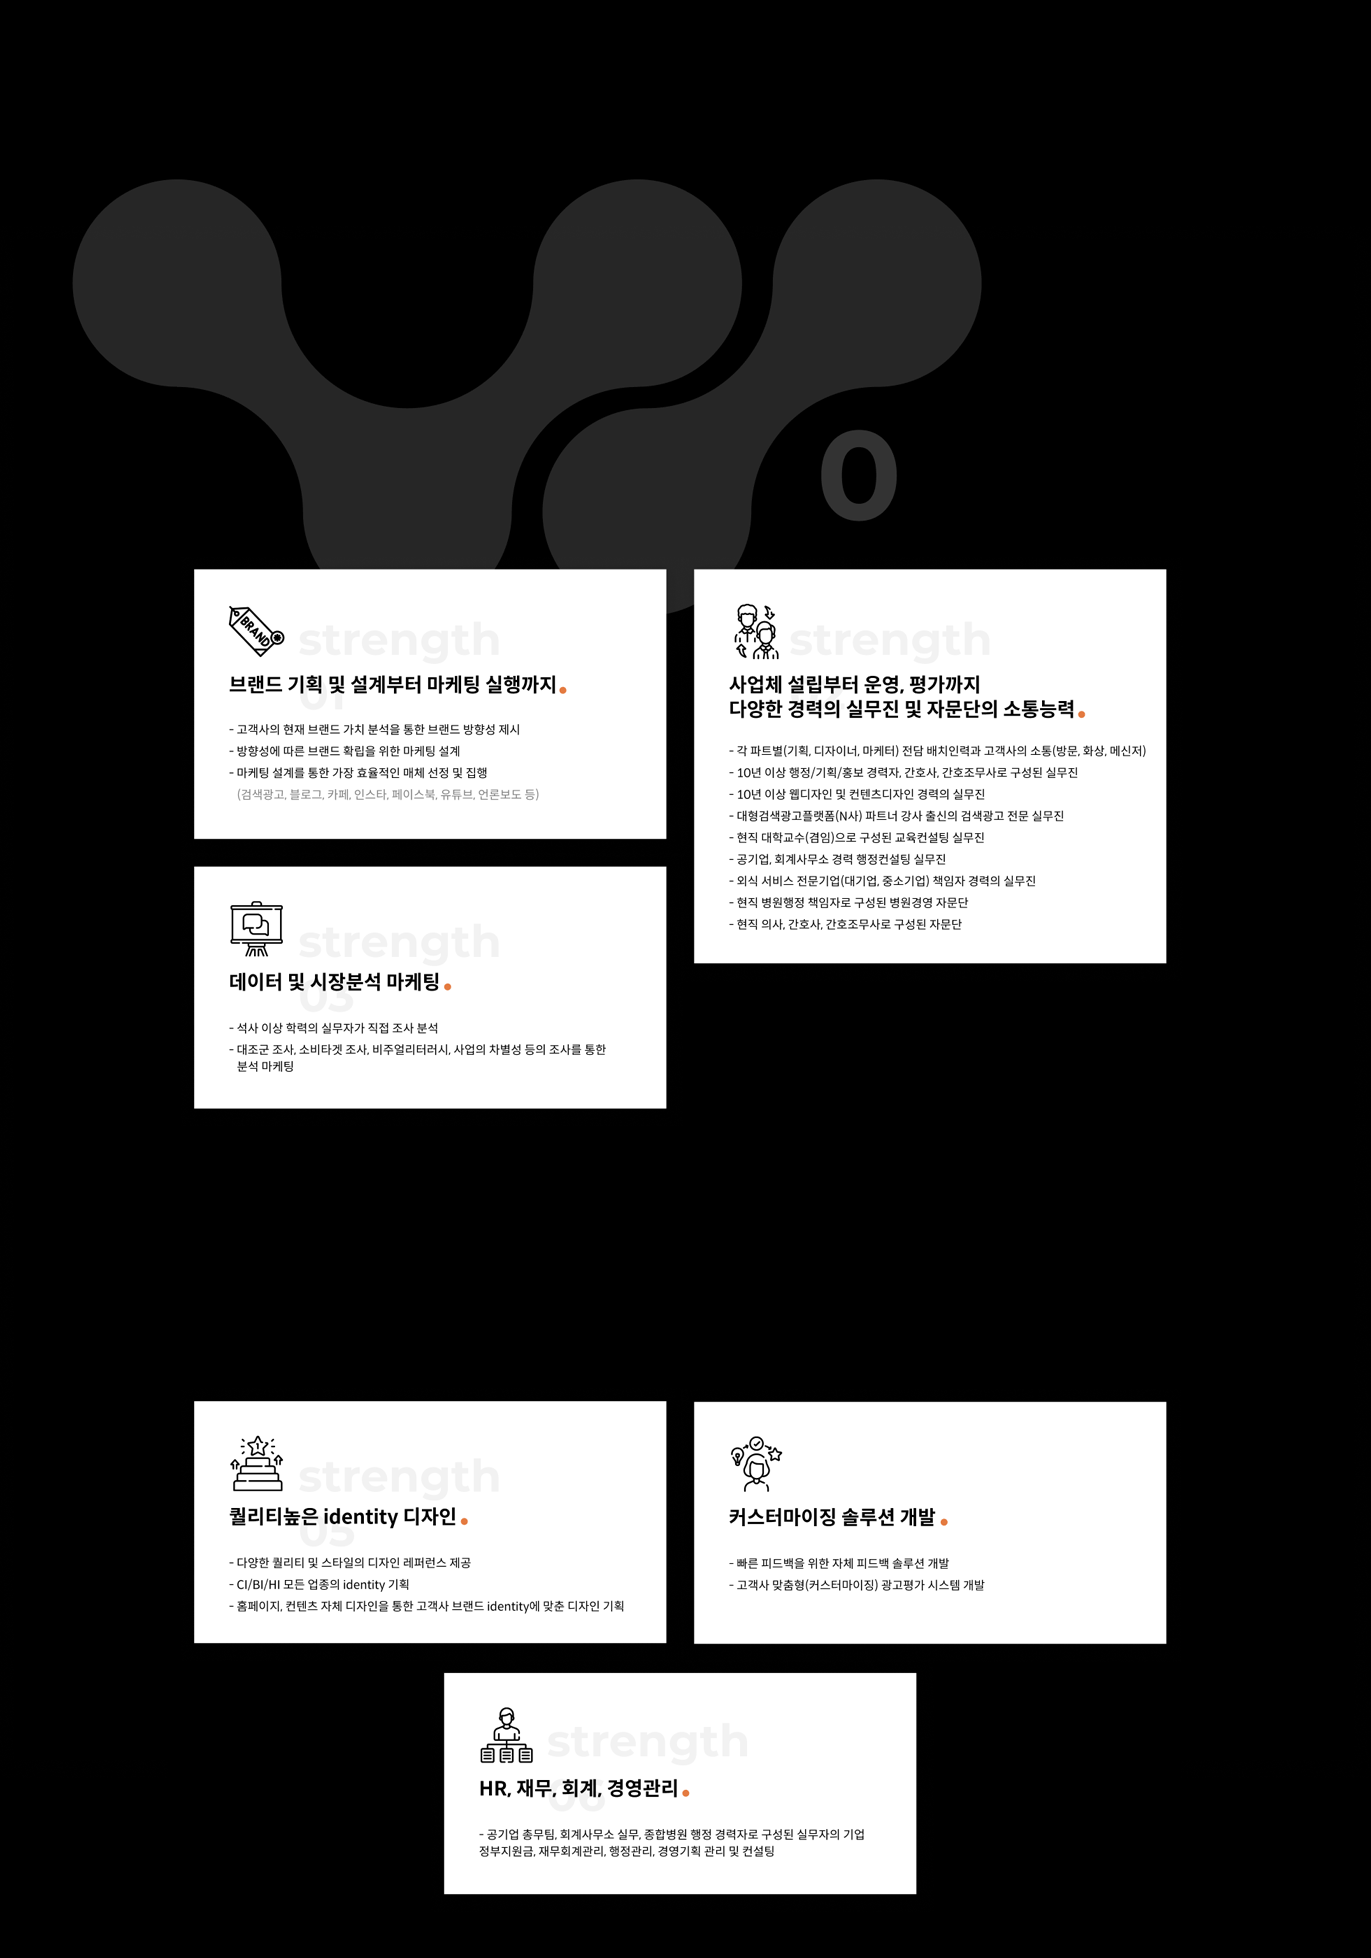 0
BRAND
strength
01
브랜드 기획 및 설계부터 마케팅 실행까지
- 고객사의 현재 브랜드 가치 분석을 통한 브랜드 방향성 제시
- 방향성에 따른 브랜드 확립을 위한 마케팅 설계
- 마케팅 설계를 통한 가장 효율적인 매체 선정 및 집행
(검색광고, 블로그, 카페, 인스타, 페이스북, 유튜브, 언론보도 등)
strength
사업체 설립부터 운영, 평가까지
다양한 경력의 실무진 및 자문단의 소통능력
- 각 파트별(기획, 디자이너, 마케터) 전담 배치인력과 고객사의 소통(방문, 화상, 메신저)
- 10년 이상 행정/기획/홍보 경력자, 간호사, 간호조무사로 구성된 실무진
- 10년 이상 웹디자인 및 컨텐츠디자인 경력의 실무진
- 대형검색광고플랫폼(N사) 파트너 강사 출신의 검색광고 전문 실무진
- 현직 대학교수(겸임)으로 구성된 교육컨설팅 실무진
- 공기업, 회계사무소 경력 행정컨설팅 실무진
- 외식 서비스 전문기업(대기업, 중소기업) 책임자 경력의 실무진
- 현직 병원행정 책임자로 구성된 병원경영 자문단
- 현직 의사, 간호사, 간호조무사로 구성된 자문단
strength
03
데이터 및 시장분석 마케팅
- 석사 이상 학력의 실무자가 직접 조사 분석
- 대조군 조사, 소비타겟 조사, 비주얼리터러시, 사업의 차별성 등의 조사를 통한
분석 마케팅
1
strength
05
퀄리티높은 identity 디자인
- 다양한 퀄리티 및 스타일의 디자인 레퍼런스 제공
- CI/BI/HI 모든 업종의 identity 기획
- 홈페이지, 컨텐츠 자체 디자인을 통한 고객사 브랜드 identity에 맞춘 디자인 기획
커스터마이징 솔루션 개발
- 빠른 피드백을 위한 자체 피드백 솔루션 개발
- 고객사 맞춤형(커스터마이징) 광고평가 시스템 개발
strength
HR, 재무, 회계, 경영관리
- 공기업 총무팀, 회계사무소 실무, 종합병원 행정 경력자로 구성된 실무자의 기업
정부지원금, 재무회계관리, 행정관리, 경영기획 관리 및 컨설팅